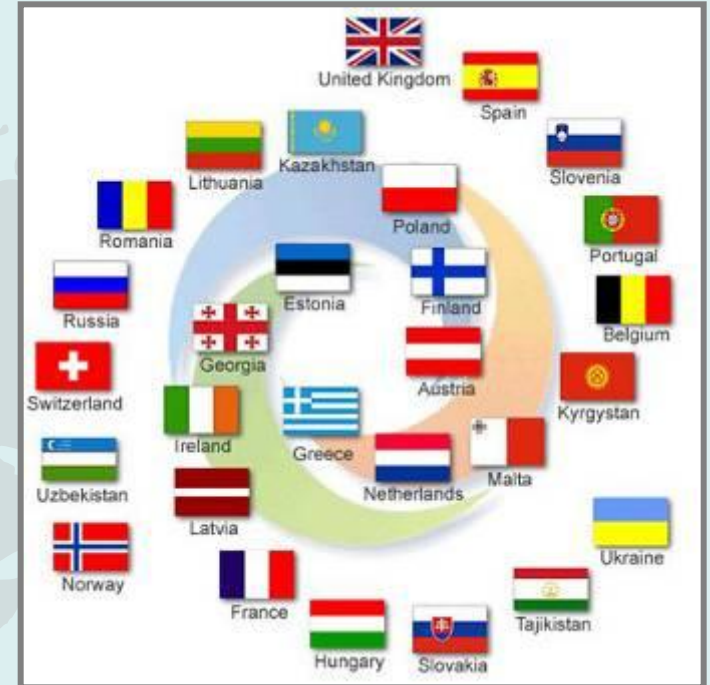 United Kingdom
Spain
Kazakhstan
Lithuania
Slovenia
Poland
Romania
Portugal
Estonia
Finland
Russia
Belgium
Georgia
Austria
Switzerland
Kyrgystan
Ireland
Greece
Malta
Uzbekistan
Netherlands
Latvia
Ukraine
Norway
France
Tajikistan
Hungary
Slovakia